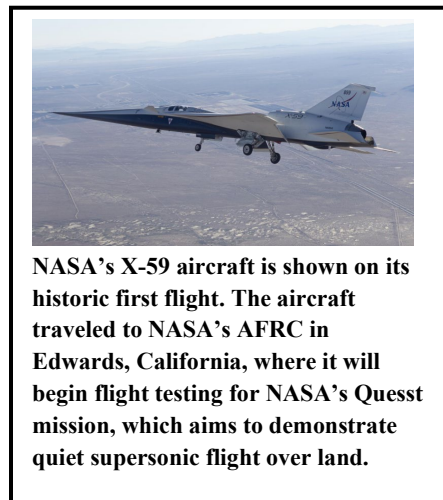 NASA
NASA's X-59 aircraft is shown on its
historic first flight. The aircraft
traveled to NASA's AFRC in
Edwards, California, where it will
begin flight testing for NASA's Quesst
mission, which aims to demonstrate
quiet supersonic flight over land.